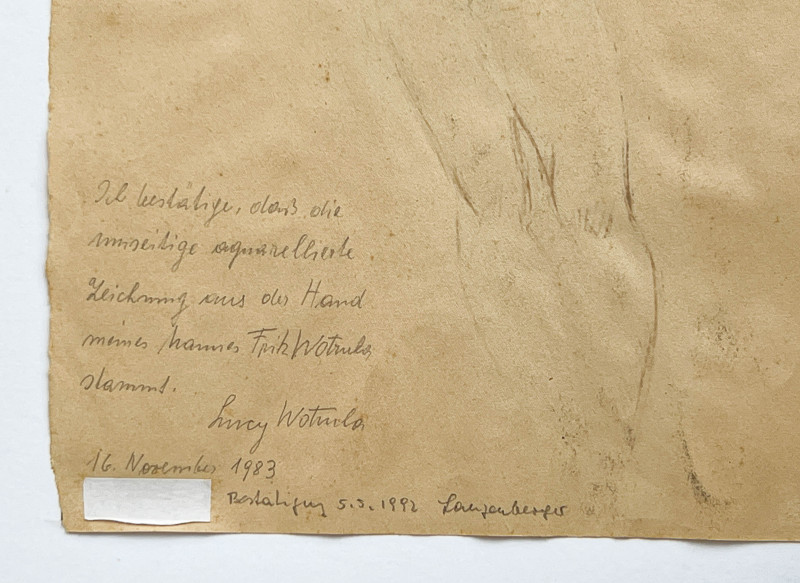 Ich bestätige, daß die
umseitige aquarellierte
Zeichnung aus der Hand
meines Mannes Fritz Wotruba
stammt.
Lucy Wotruba
16. November 1983
Bestätigung 5.5.1992 Langenberger